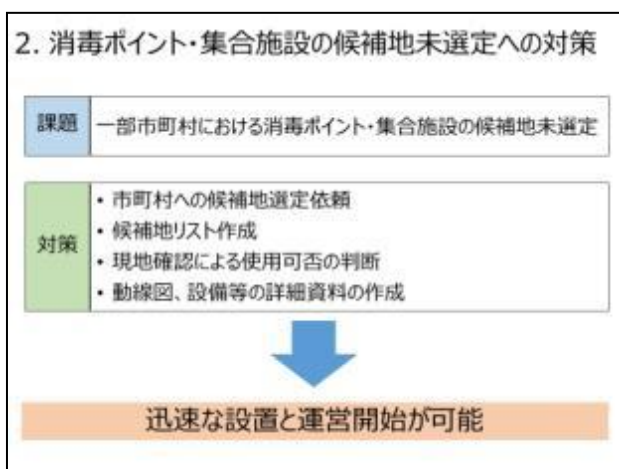 2. 消毒ポイント・集合施設の候補地未選定への対策
課題
一部市町村における消毒ポイント・集合施設の候補地未選定
対策
• 市町村への候補地選定依頼
• 候補地リスト作成
• 現地確認による使用可否の判断
• 動線図、設備等の詳細資料の作成
迅速な設置と運営開始が可能